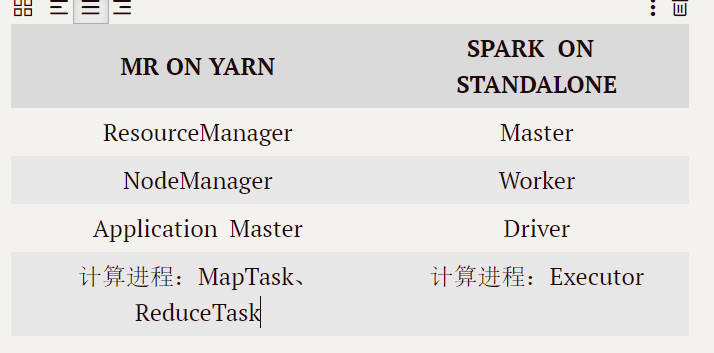 MR ON YARN
SPARK ON
STANDALONE
ResourceManager
Master
NodeManager
Worker
Application Master
Driver
计算进程：MapTask、
ReduceTask
计算进程：Executor